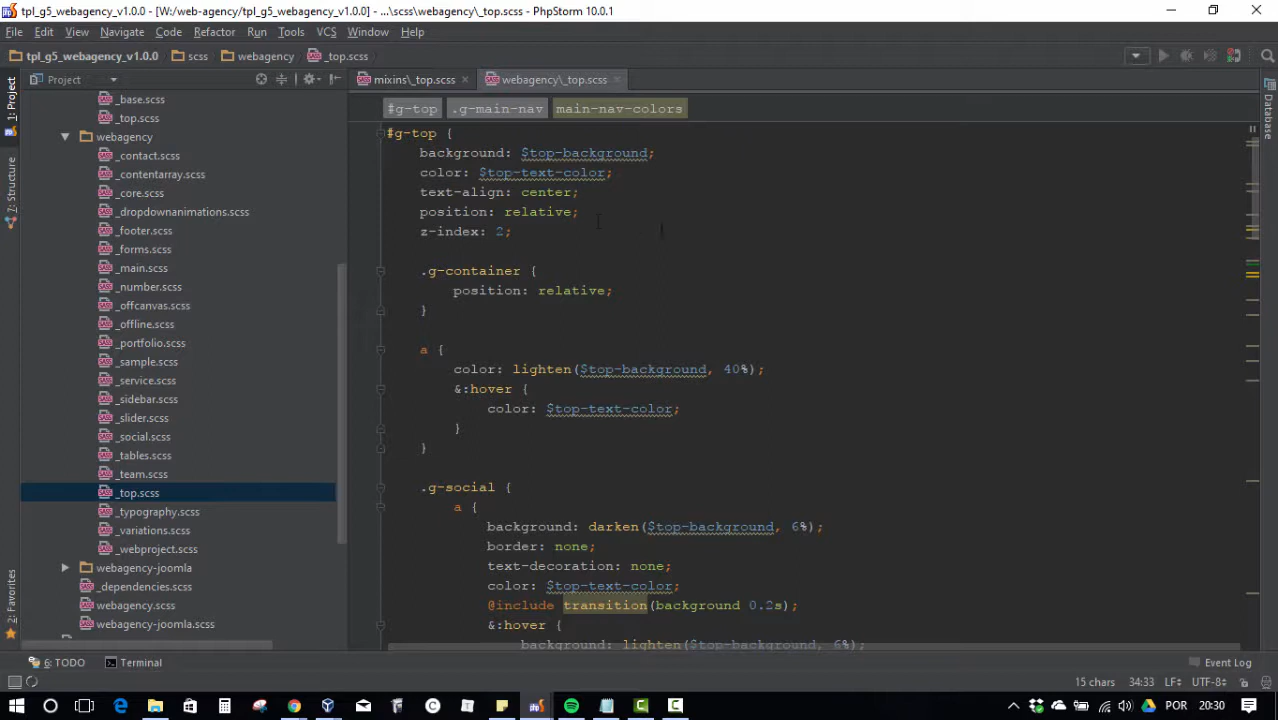 tpl_g5_webagency_v1.0.0 - [W:/web-agency/tpl_g5_webagency_v1.0.0] - ...\scss\webagency\_top.scss - PhpStorm 10.0.1
File Edit View Navigate Code Refactor Run Tools VCS Window Help
tpl_g5_webagency_v1.0.0 scss webagency _top.scss
1: Project
7: Structure
2: Favorites
Project
_base.scss
_top.scss
webagency
_contact.scss
_contentarray.scss
_core.scss
_dropdownanimations.scss
_footer.scss
_forms.scss
_main.scss
_number.scss
_offcanvas.scss
_offline.scss
_portfolio.scss
_sample.scss
_service.scss
_sidebar.scss
_slider.scss
_social.scss
_tables.scss
_team.scss
_top.scss
_typography.scss
_variations.scss
_webproject.scss
webagency-joomla
_dependencies.scss
webagency.scss
webagency-joomla.scss
mixins\_top.scss webagency\_top.scss
#g-top .g-main-nav main-nav-colors
#g-top {
background: $top-background;
color: $top-text-color;
text-align: center;
position: relative;
z-index: 2;
.g-container {
position: relative;
}
a {
color: lighten($top-background, 40%);
&:hover {
color: $top-text-color;
}
}
.g-social {
a {
background: darken($top-background, 6%);
border: none;
text-decoration: none;
color: $top-text-color;
@include transition(background 0.2s);
&:hover {
background: lighten($top-background, 6%);
Database
6: TODO Terminal Event Log
15 chars 34:33 LF÷ UTF-8÷
POR 20:30